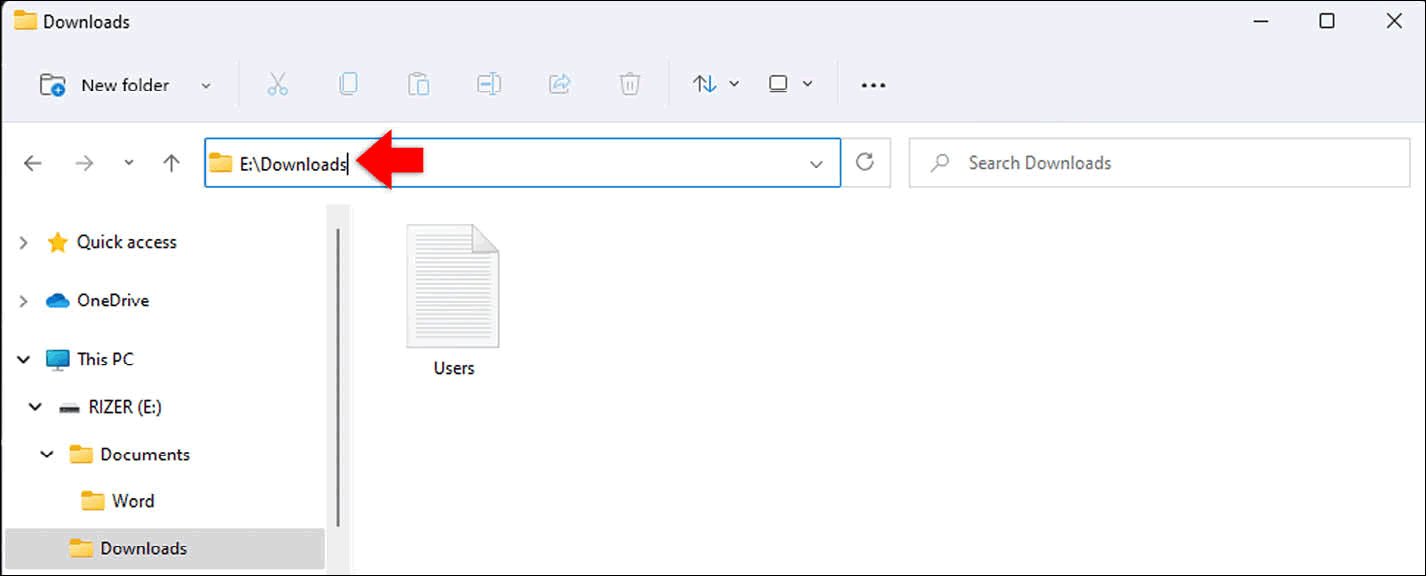 Downloads
New folder
E:\Downloads
Search Downloads
Quick access
OneDrive
This PC
RIZER (E:)
Documents
Word
Downloads
Users